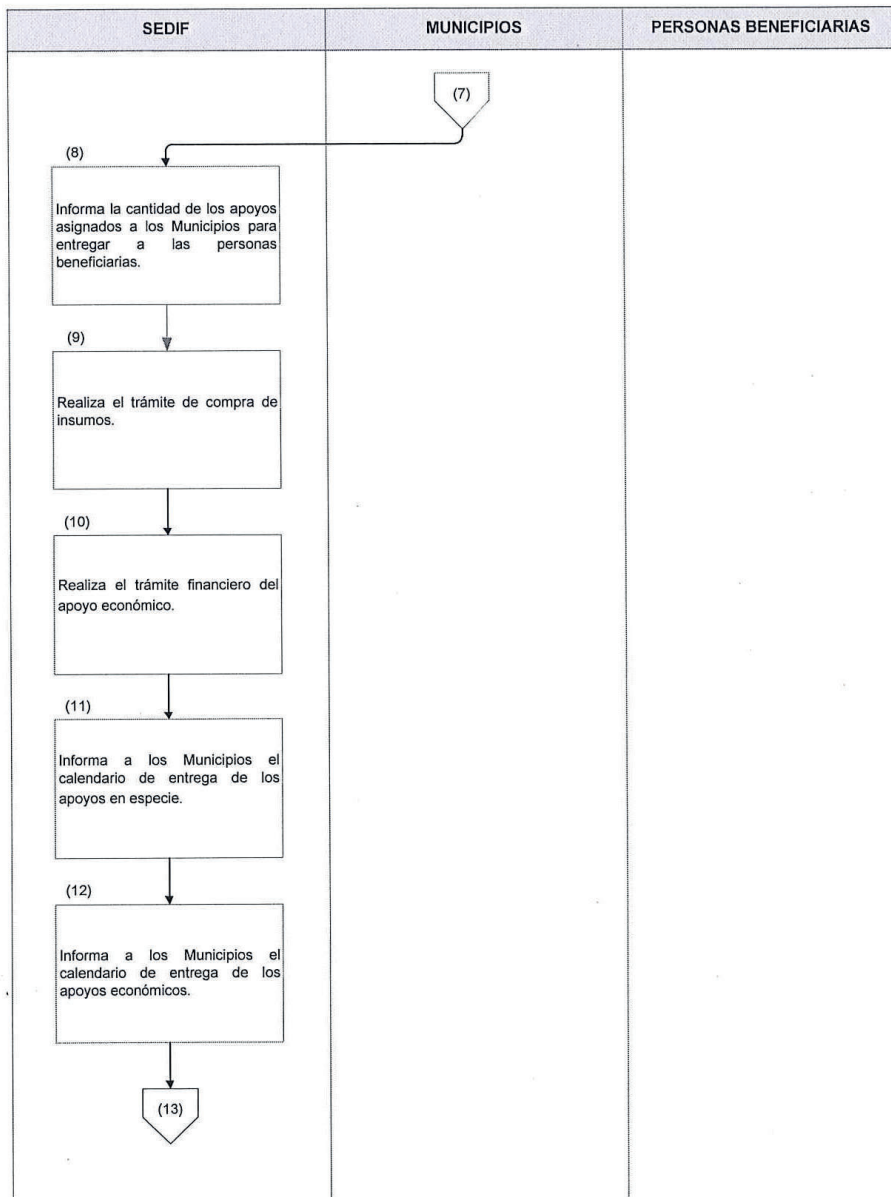 SEDIF
MUNICIPIOS
PERSONAS BENEFICIARIAS
(7)
(8)
Informa la cantidad de los apoyos
asignados a los Municipios para
entregar a las personas
beneficiarias.
(9)
Realiza el trámite de compra de
insumos.
(10)
Realiza el trámite financiero del
apoyo económico.
(11)
Informa a los Municipios el
calendario de entrega de los
apoyos en especie.
(12)
Informa a los Municipios el
calendario de entrega de los
apoyos económicos.
(13)